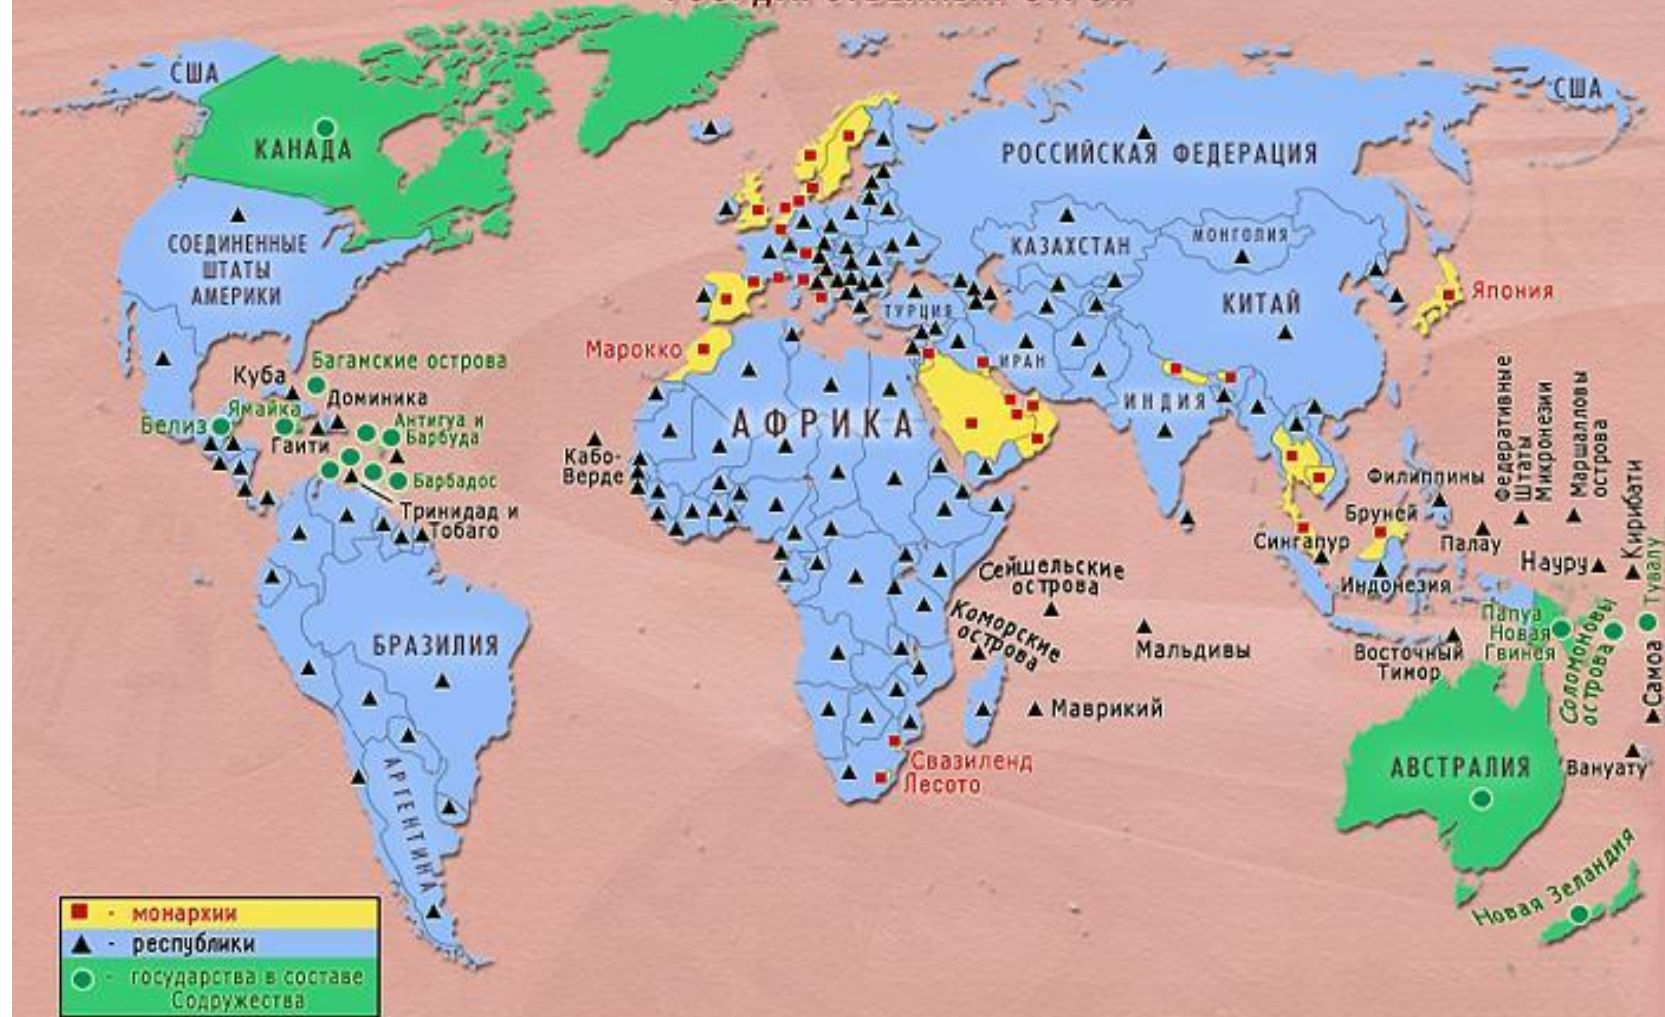 США
КАНАДА
СОЕДИНЕННЫЕ
ШТАТЫ
АМЕРИКИ
Багамские острова
Куба
Доминика
Ямайка
Белиз
Антигуа и
Барбуда
Гаити
Барбадос
Тринидад и
Тобаго
БРАЗИЛИЯ
АРГЕНТИНА
Марокко
АФРИКА
Кабо-
Верде
Сейшельские
острова
Коморские
острова
Мальдивы
Маврикий
Свазиленд
Лесото
РОССИЙСКАЯ ФЕДЕРАЦИЯ
США
КАЗАХСТАН
МОНГОЛИЯ
КИТАЙ
Япония
ТУРЦИЯ
ИРАН
ИНДИЯ
Филиппины
Федеративные
Штаты
Микронезии
Маршалловы
острова
Кирибати
Бруней
Сингапур
Палау
Науру
Индонезия
Тувалу
Папуа
Новая
Гвинея
Соломоновы
острова
Восточный
Тимор
Самоа
АВСТРАЛИЯ
Вануату
Новая Зеландия
- монархии
- республики
- государства в составе
Содружества